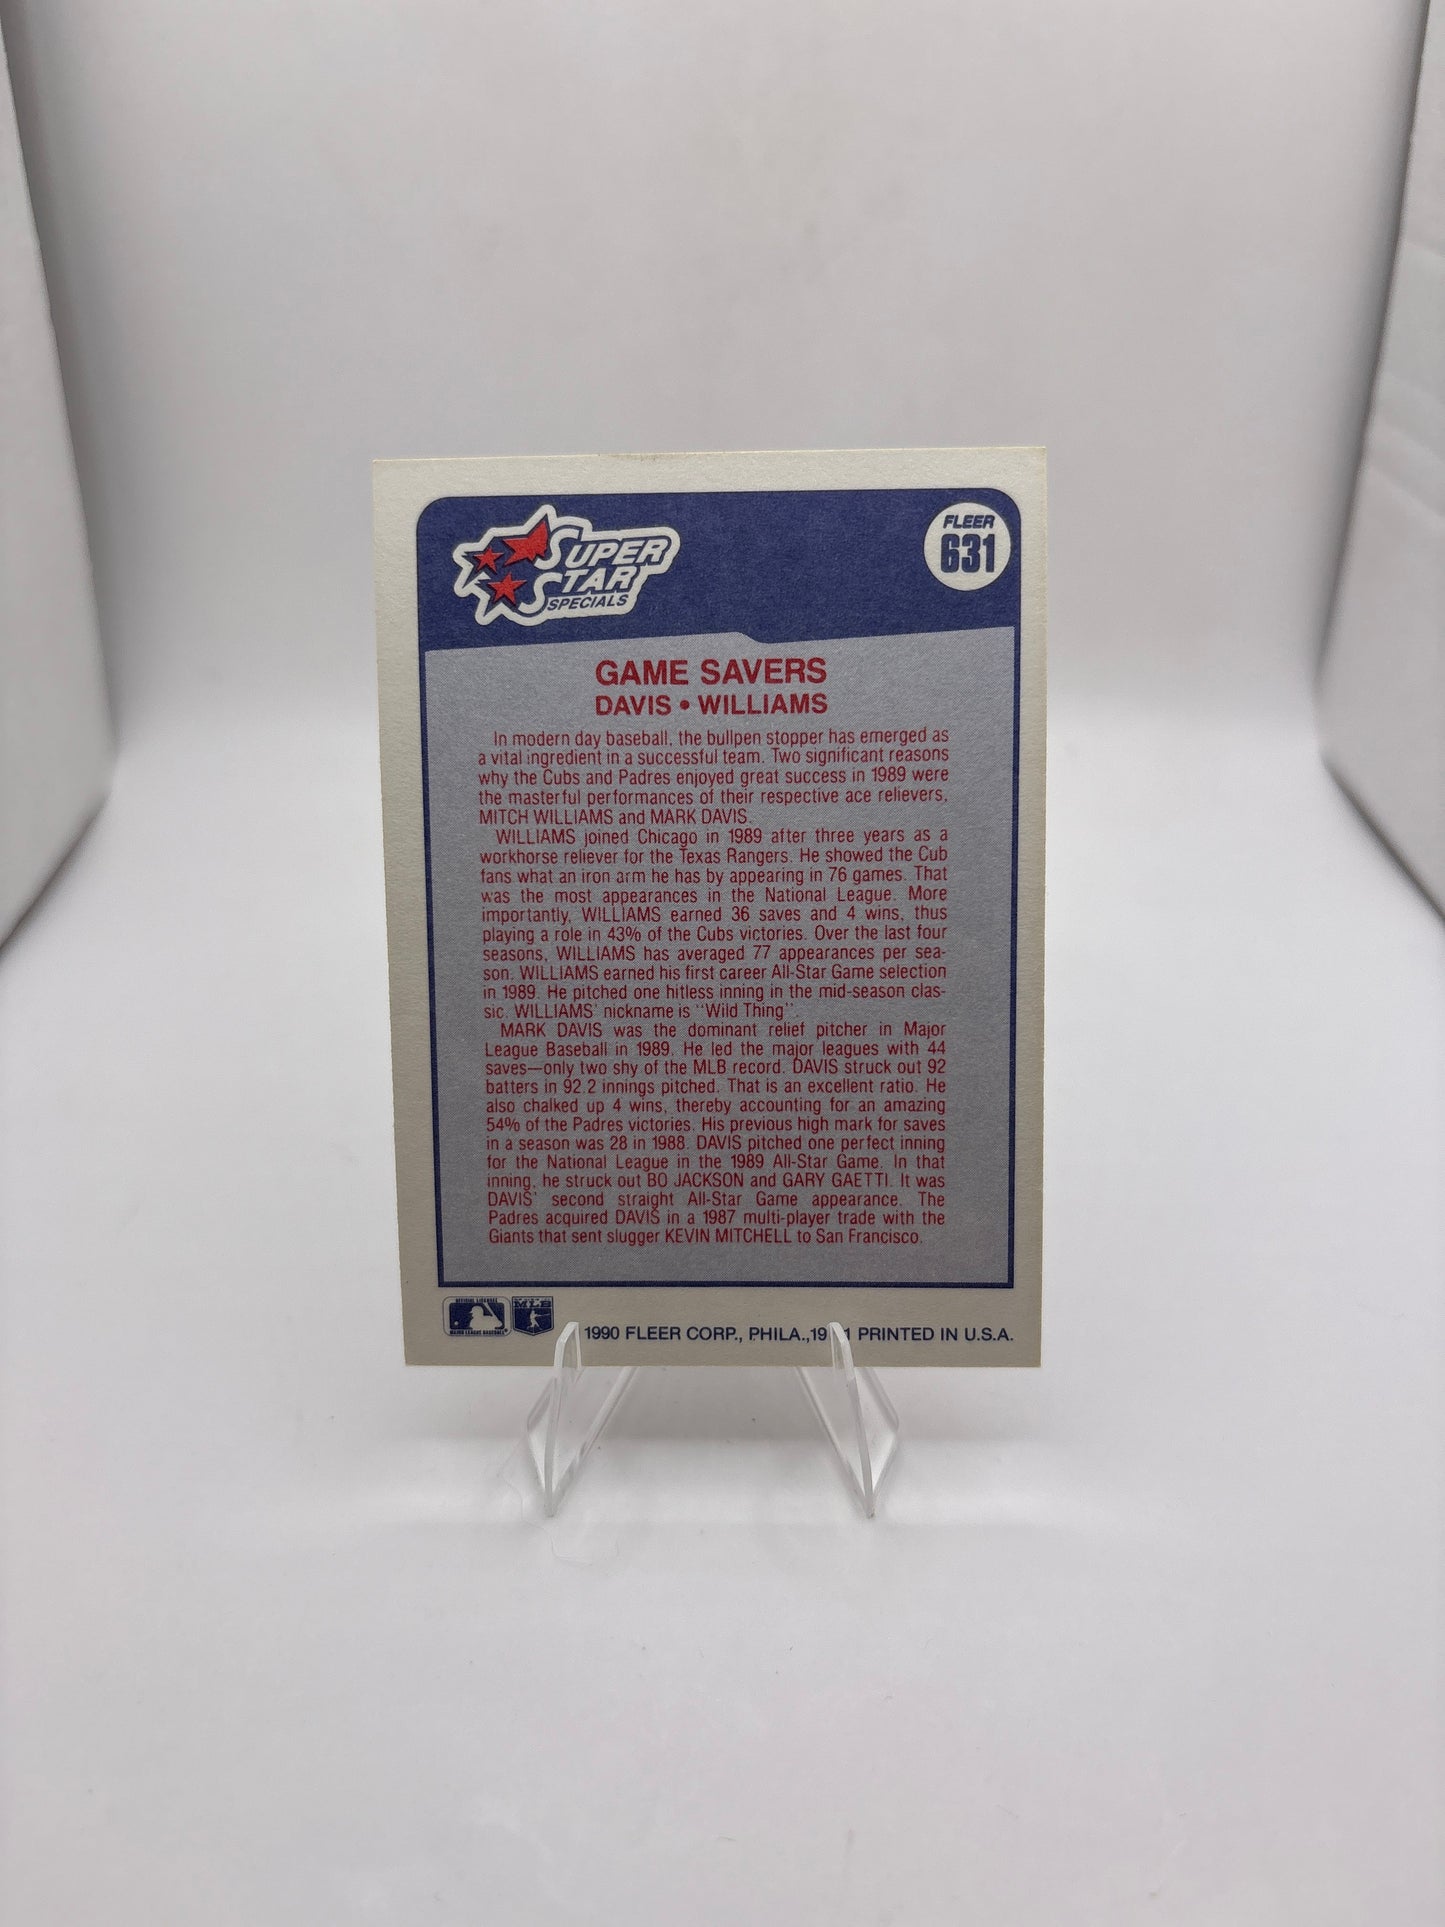 SUPER
STAR
SPECIALS
FLEER
631
GAME SAVERS
DAVIS • WILLIAMS
In modern day baseball, the bullpen stopper has emerged as
a vital ingredient in a successful team. Two significant reasons
why the Cubs and Padres enjoyed great success in 1989 were
the masterful performances of their respective ace relievers,
MITCH WILLIAMS and MARK DAVIS.
WILLIAMS joined Chicago in 1989 after three years as a
workhorse reliever for the Texas Rangers. He showed the Cub
fans what an iron arm he has by appearing in 76 games. That
was the most appearances in the National League. More
importantly, WILLIAMS earned 36 saves and 4 wins, thus
playing a role in 43% of the Cubs victories. Over the last four
seasons, WILLIAMS has averaged 77 appearances per sea-
son. WILLIAMS earned his first career All-Star Game selection
in 1989. He pitched one hitless inning in the mid-season clas-
sic. WILLIAMS' nickname is "Wild Thing".
MARK DAVIS was the dominant relief pitcher in Major
League Baseball in 1989. He led the major leagues with 44
saves—only two shy of the MLB record. DAVIS struck out 92
batters in 92.2 innings pitched. That is an excellent ratio. He
also chalked up 4 wins, thereby accounting for an amazing
54% of the Padres victories. His previous high mark for saves
in a season was 28 in 1988. DAVIS pitched one perfect inning
for the National League in the 1989 All-Star Game. In that
inning, he struck out BO JACKSON and GARY GAETTI. It was
DAVIS' second straight All-Star Game appearance. The
Padres acquired DAVIS in a 1987 multi-player trade with the
Giants that sent slugger KEVIN MITCHELL to San Francisco.
OFFICIAL LICENSEE
MAJOR LEAGUE BASEBALL
MLB
1990 FLEER CORP., PHILA., 19 1 PRINTED IN U.S.A.